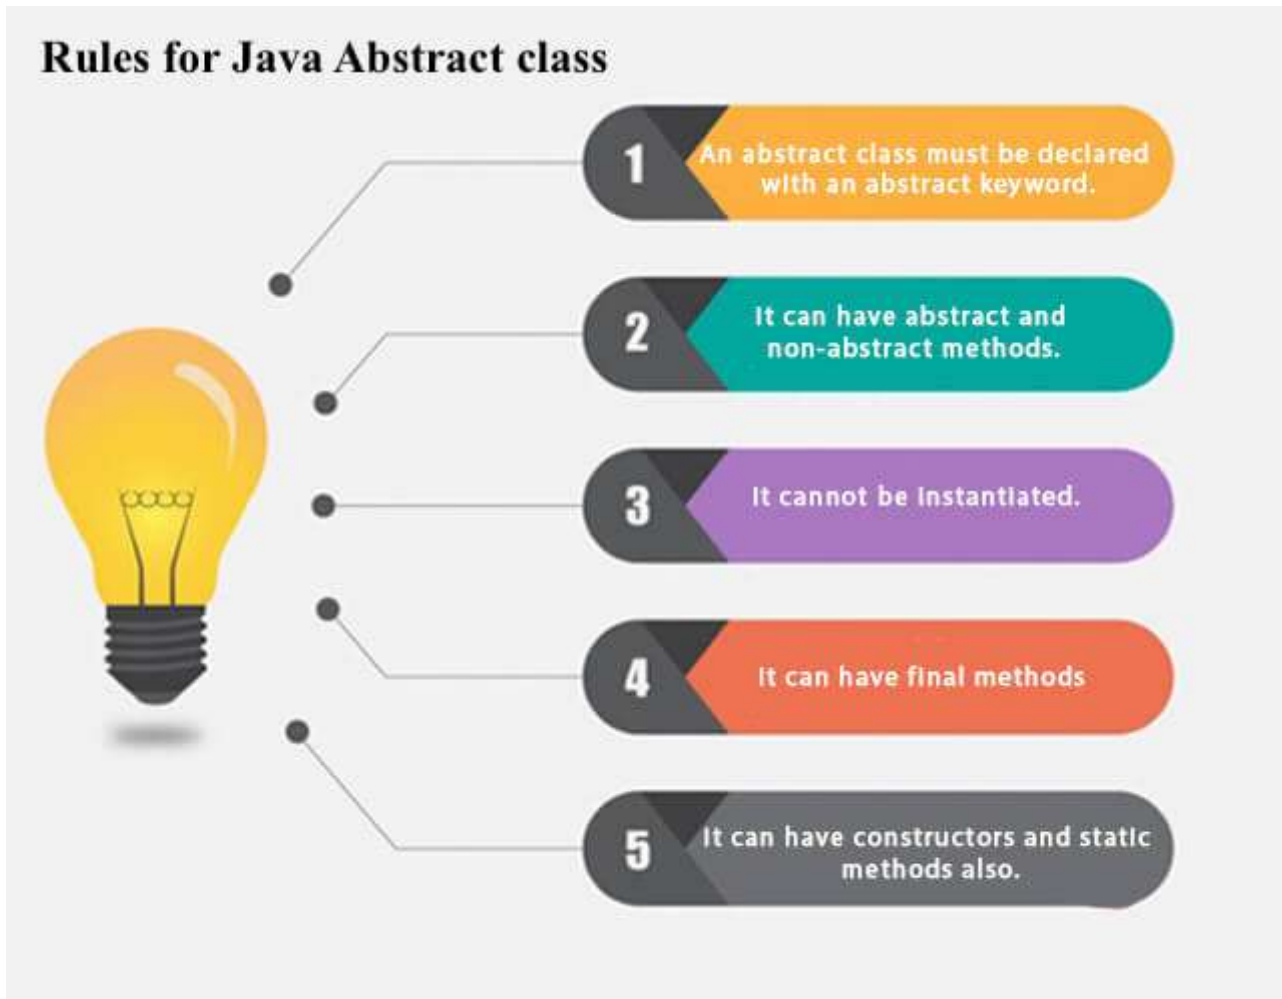 Rules for Java Abstract class
1
An abstract class must be declared
with an abstract keyword.
2
It can have abstract and
non-abstract methods.
3
It cannot be instantiated.
4
It can have final methods
5
It can have constructors and static
methods also.